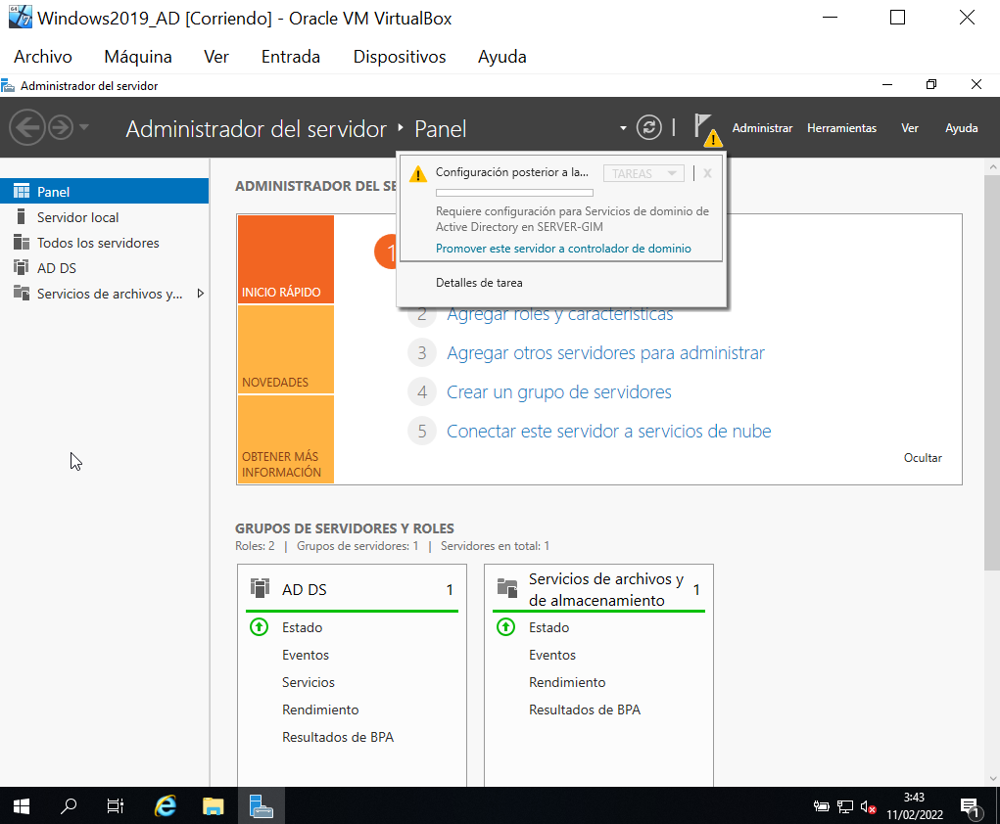 Windows2019_AD [Corriendo] - Oracle VM VirtualBox
Archivo Máquina Ver Entrada Dispositivos Ayuda
Administrador del servidor
Administrador del servidor Panel
Administrar Herramientas Ver Ayuda
Panel
Servidor local
Todos los servidores
AD DS
Servicios de archivos y...
ADMINISTRADOR DEL SE
Configuración posterior a la...
TAREAS
X
Requiere configuración para Servicios de dominio de
Active Directory en SERVER-GIM
Promover este servidor a controlador de dominio
Detalles de tarea
INICIO RÁPIDO
NOVEDADES
OBTENER MÁS
INFORMACIÓN
1
2 Agregar roles y características
3 Agregar otros servidores para administrar
4 Crear un grupo de servidores
5 Conectar este servidor a servicios de nube
Ocultar
GRUPOS DE SERVIDORES Y ROLES
Roles: 2 | Grupos de servidores: 1 | Servidores en total: 1
AD DS 1
Estado
Eventos
Servicios
Rendimiento
Resultados de BPA
Servicios de archivos y
de almacenamiento 1
Estado
Eventos
Rendimiento
Resultados de BPA
3:43
11/02/2022
1